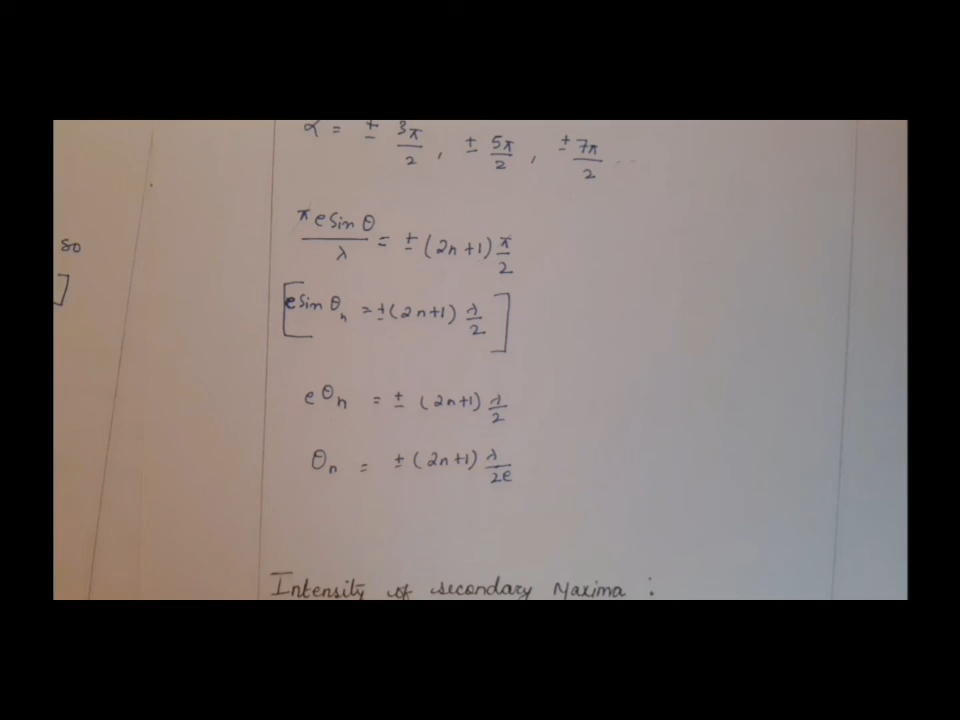 α = ± 3π/2 , ± 5π/2 , ± 7π/2 ...
so
π e sin θ / λ = ± (2n+1) π/2
]
[e sin θn = ± (2n+1) λ/2]
e θn = ± (2n+1) λ/2
θn = ± (2n+1) λ/2e
Intensity of secondary Maxima :